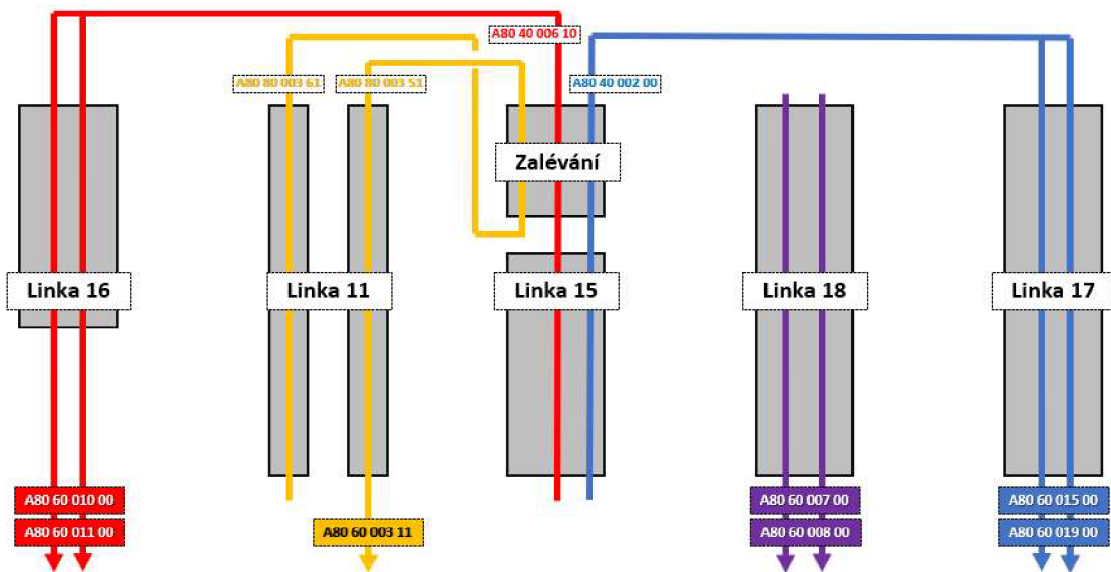 A80 40 006 10
A80 80 003 61
A80 80 003 51
A80 40 002 00
Zalévání
Linka 16
Linka 11
Linka 15
Linka 18
Linka 17
A80 60 010 00
A80 60 011 00
A80 60 003 11
A80 60 007 00
A80 60 008 00
A80 60 015 00
A80 60 019 00